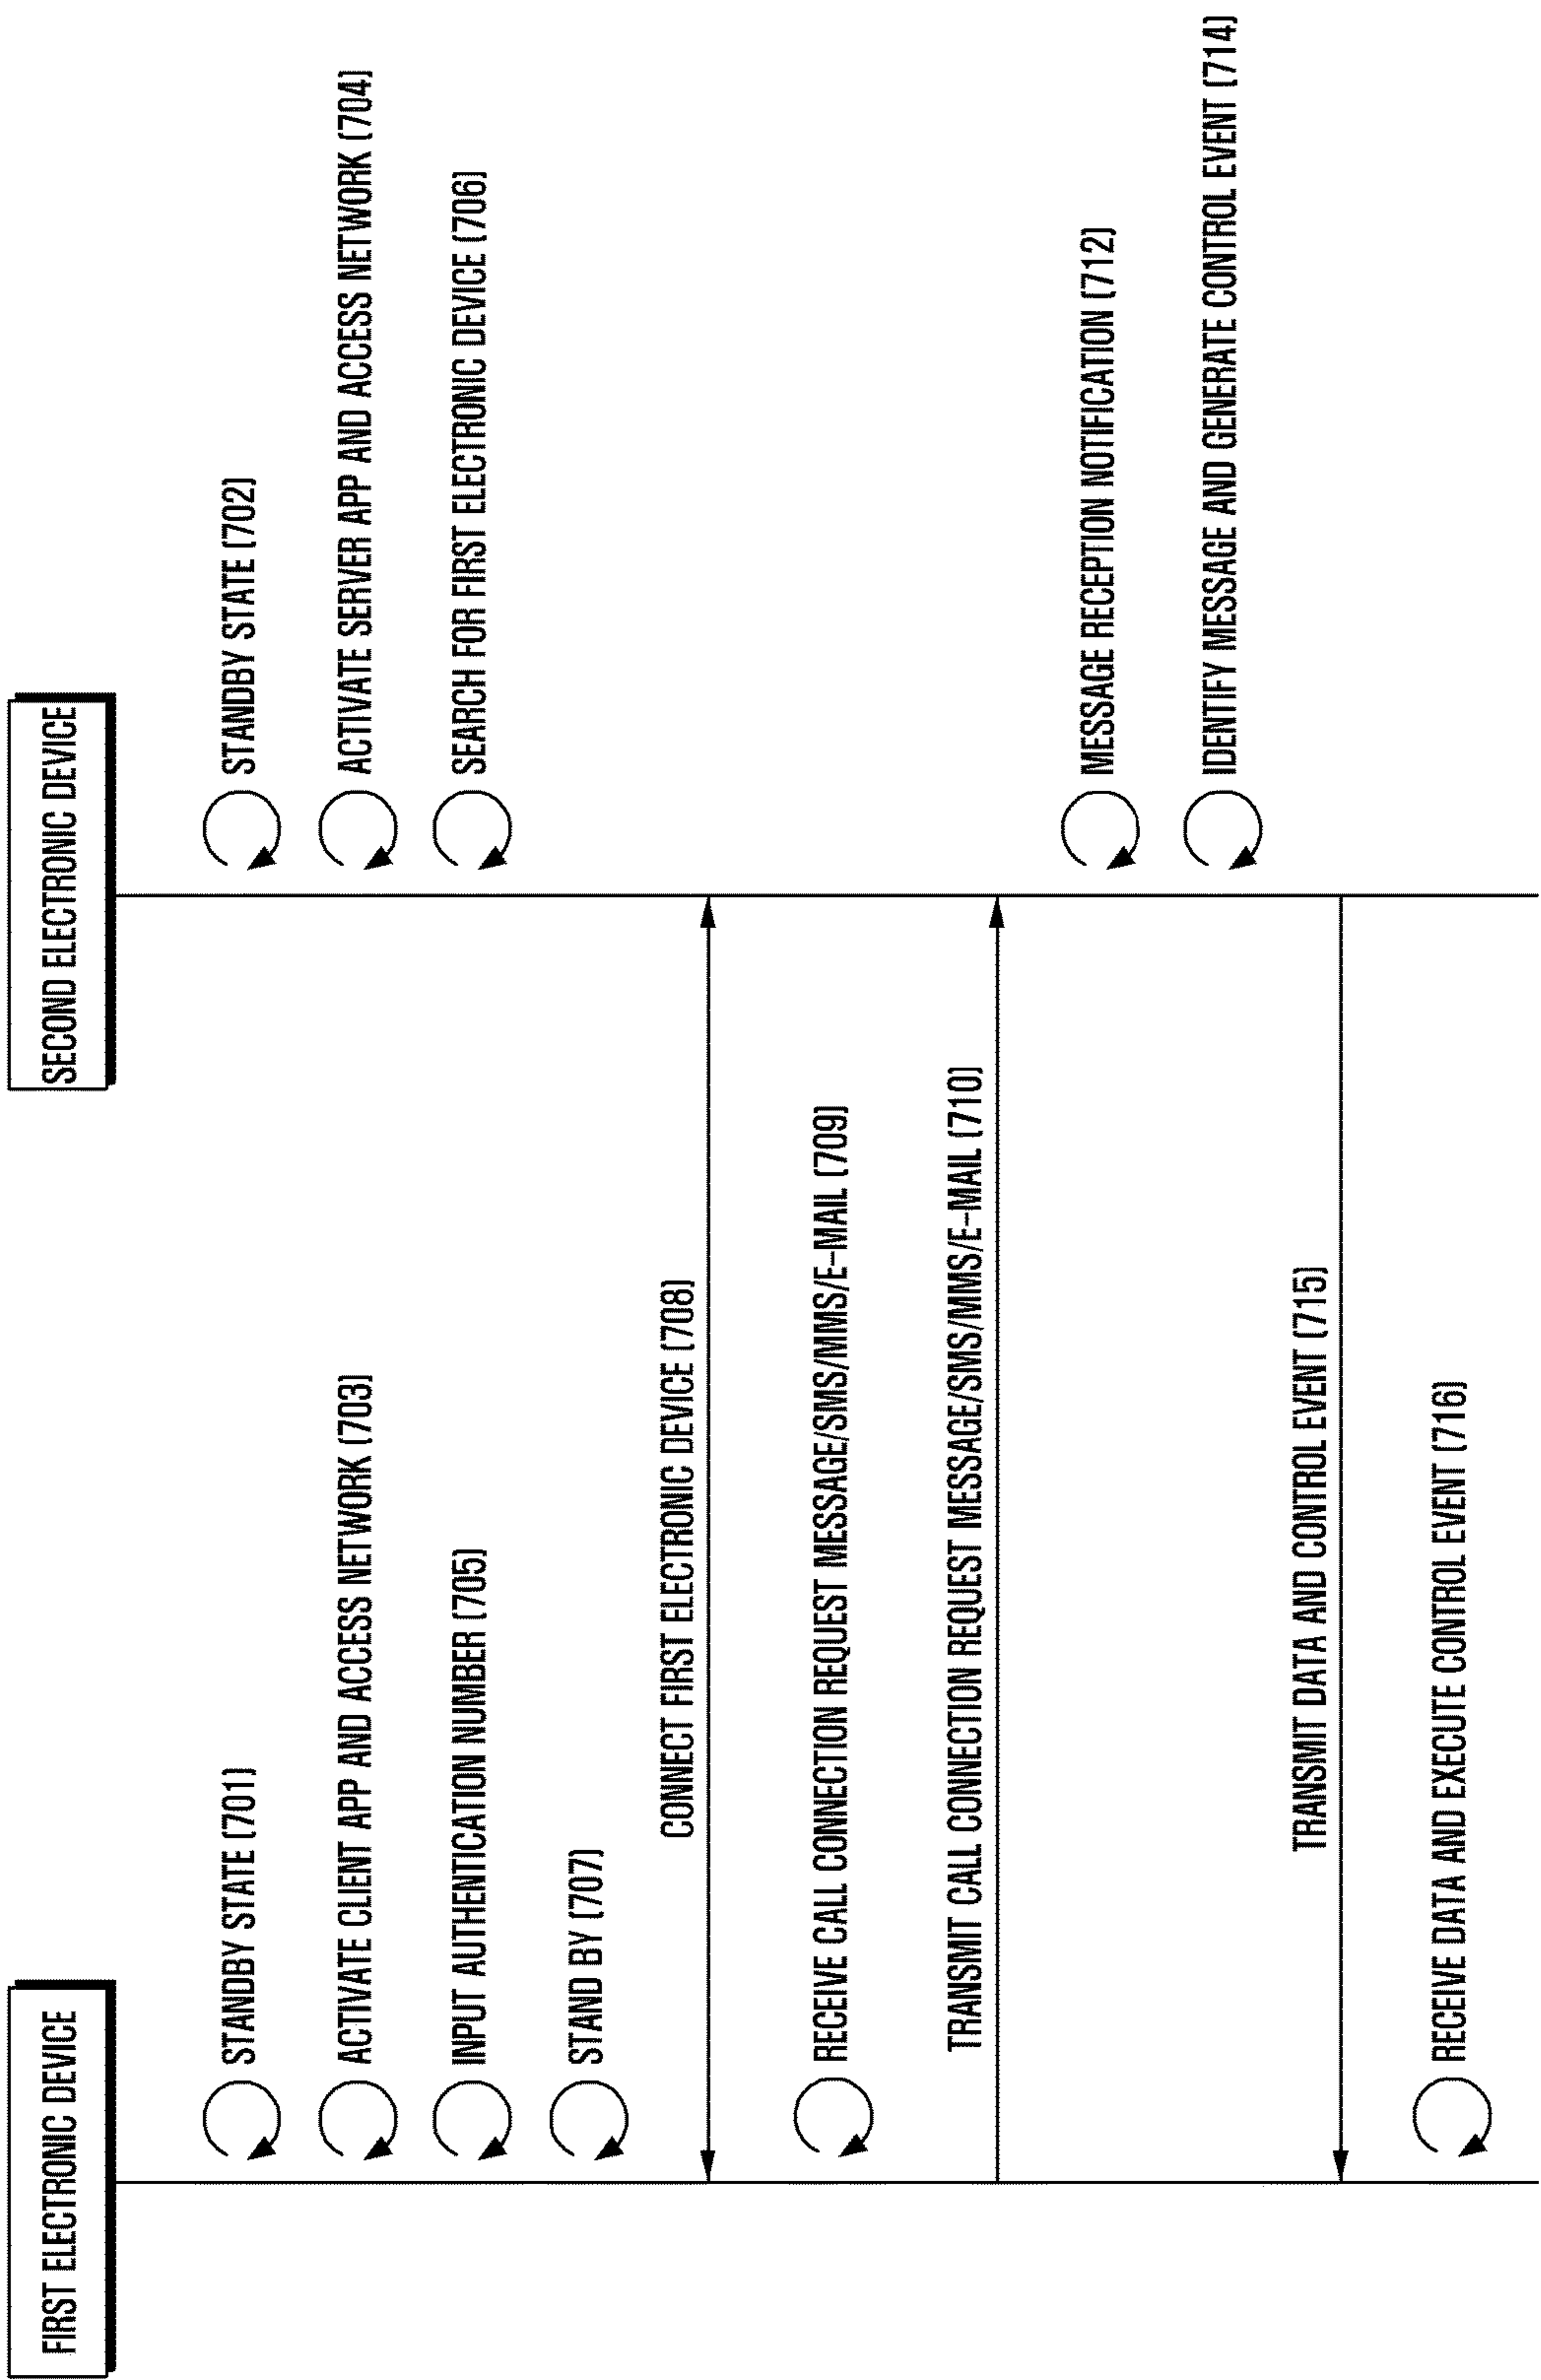 FIRST ELECTRONIC DEVICE
SECOND ELECTRONIC DEVICE
STANDBY STATE (701)
STANDBY STATE (702)
ACTIVATE CLIENT APP AND ACCESS NETWORK (703)
ACTIVATE SERVER APP AND ACCESS NETWORK (704)
INPUT AUTHENTICATION NUMBER (705)
SEARCH FOR FIRST ELECTRONIC DEVICE (706)
STAND BY (707)
CONNECT FIRST ELECTRONIC DEVICE (708)
RECEIVE CALL CONNECTION REQUEST MESSAGE/SMS/MMS/E-MAIL (709)
TRANSMIT CALL CONNECTION REQUEST MESSAGE/SMS/MMS/E-MAIL (710)
MESSAGE RECEPTION NOTIFICATION (712)
IDENTIFY MESSAGE AND GENERATE CONTROL EVENT (714)
TRANSMIT DATA AND CONTROL EVENT (715)
RECEIVE DATA AND EXECUTE CONTROL EVENT (716)